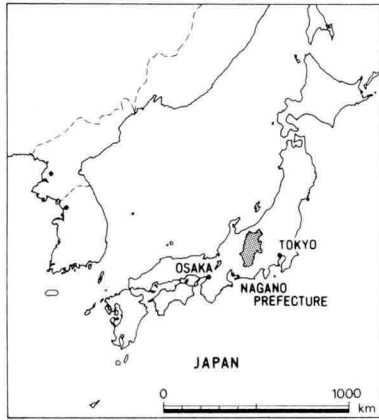 TOKYO
OSAKA
NAGANO
PREFECTURE
JAPAN
0 1000
km